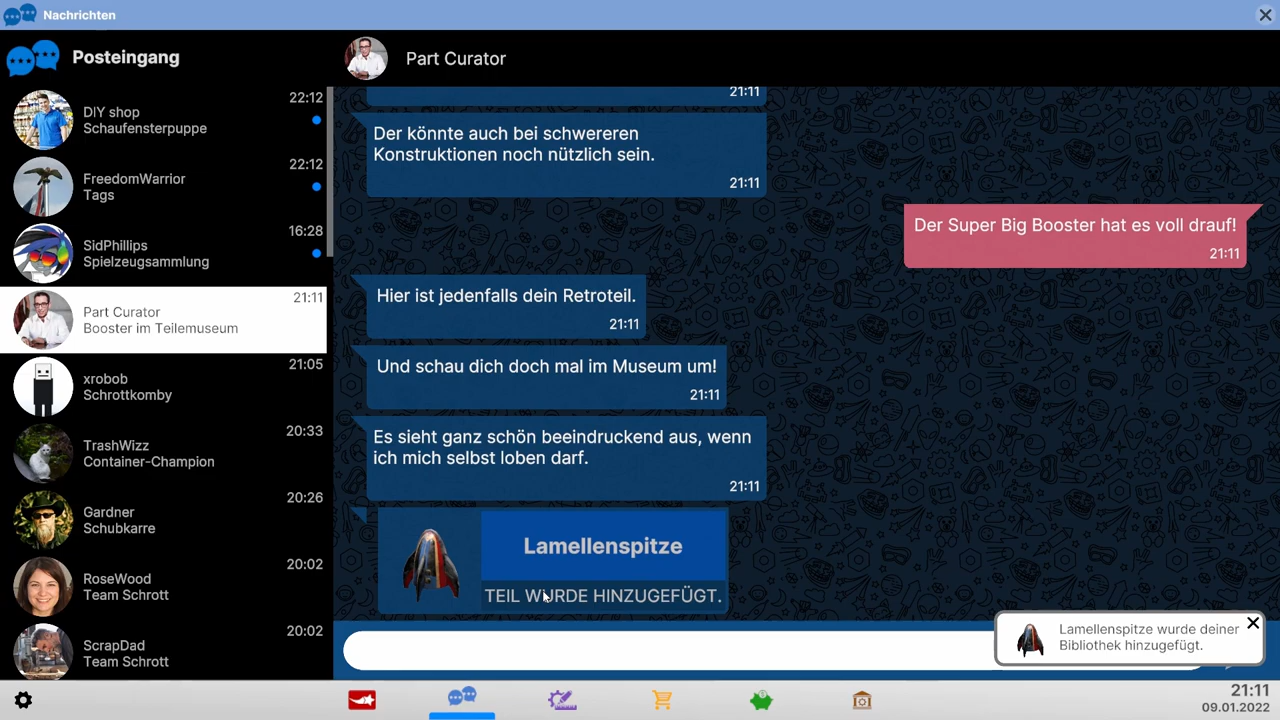 Nachrichten
Posteingang
DIY shop
Schaufensterpuppe
22:12
FreedomWarrior
Tags
22:12
SidPhillips
Spielzeugsammlung
16:28
Part Curator
Booster im Teilemuseum
21:11
xrobob
Schrottkomby
21:05
TrashWizz
Container-Champion
20:33
Gardner
Schubkarre
20:26
RoseWood
Team Schrott
20:02
ScrapDad
Team Schrott
20:02
Part Curator
21:11
Der könnte auch bei schwereren
Konstruktionen noch nützlich sein.
21:11
Der Super Big Booster hat es voll drauf!
21:11
Hier ist jedenfalls dein Retroteil.
21:11
Und schau dich doch mal im Museum um!
21:11
Es sieht ganz schön beeindruckend aus, wenn
ich mich selbst loben darf.
21:11
Lamellenspitze
TEIL WURDE HINZUGEFÜGT.
Lamellenspitze wurde deiner
Bibliothek hinzugefügt.
21:11
09.01.2022